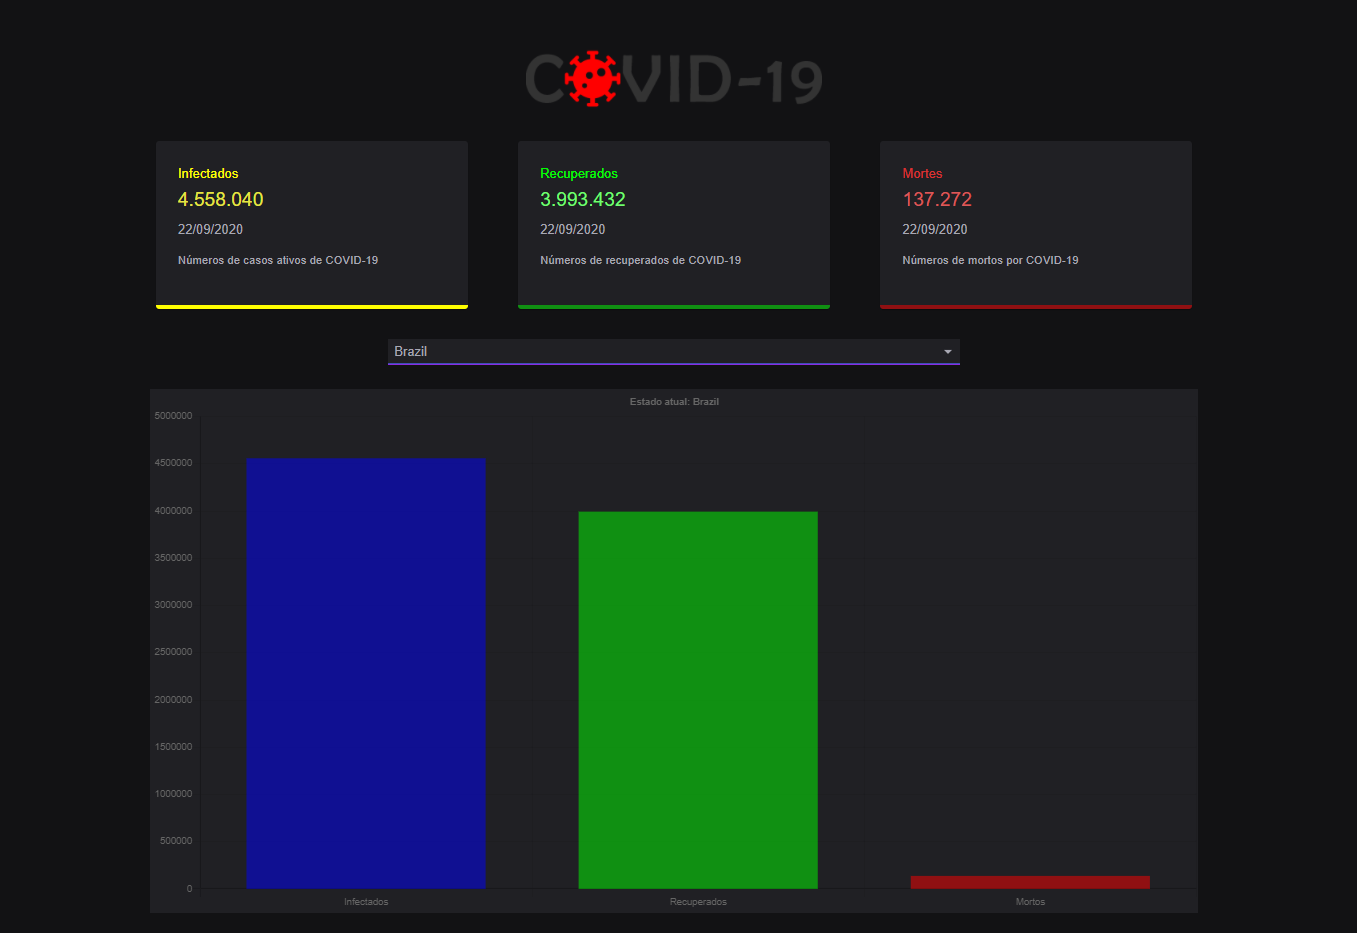 COVID-19
Infectados
4.558.040
22/09/2020
Números de casos ativos de COVID-19
Recuperados
3.993.432
22/09/2020
Números de recuperados de COVID-19
Mortes
137.272
22/09/2020
Números de mortos por COVID-19
Brazil
Estado atual: Brazil
5000000
4500000
4000000
3500000
3000000
2500000
2000000
1500000
1000000
500000
0
Infectados
Recuperados
Mortos